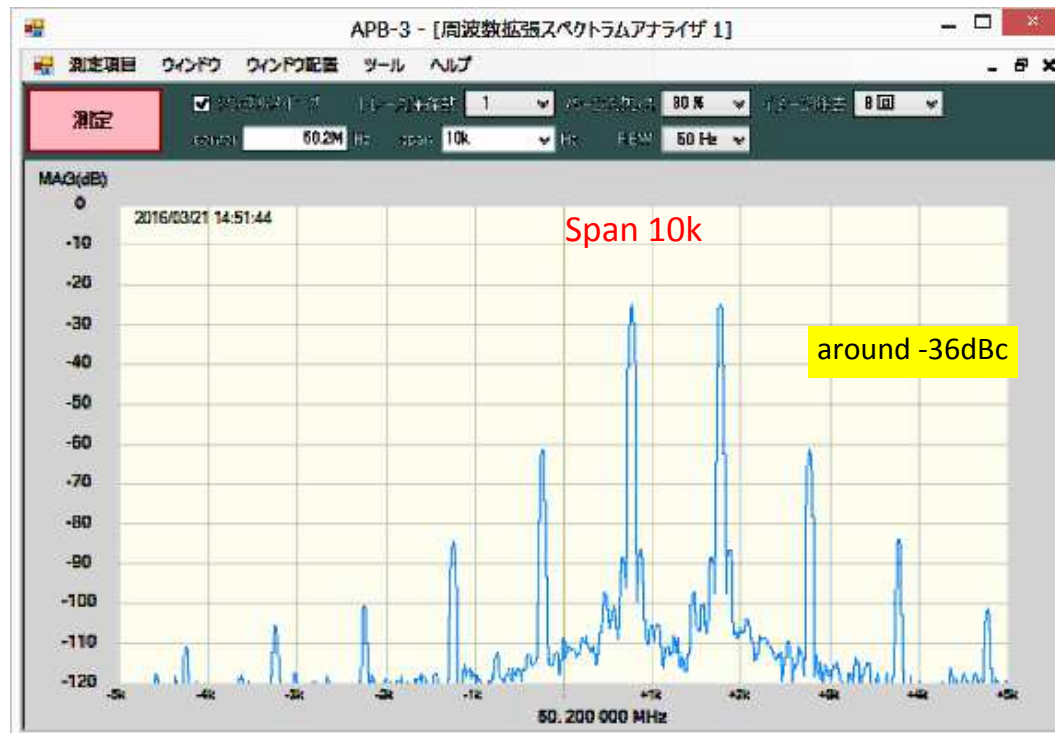 APB-3 - [周波数拡張スペクトラムアナライザ 1]
測定項目 ウィンドウ ウィンドウ配置 ツール ヘルプ
測定 1 80 % 8 回
50.2M Hz span 10k Hz RBW 50 Hz
MAG(dB)
2016/03/21 14:51:44
Span 10k
around -36dBc
0
-10
-20
-30
-40
-50
-60
-70
-80
-90
-100
-110
-120
-5k -4k -3k -2k -1k +1k +2k +4k +5k
50.200 000 MHz